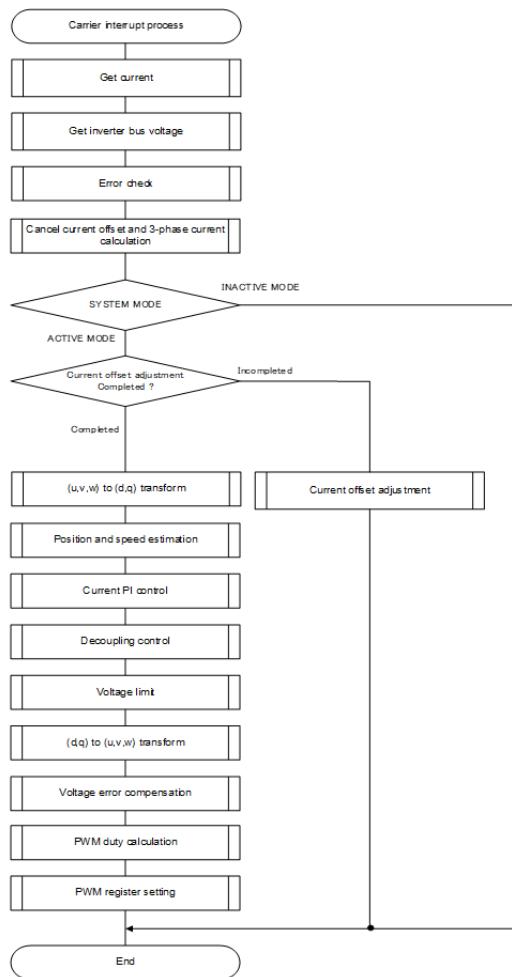 Carrier interrupt process
Get current
Get inverter bus voltage
Error check
Cancel current offset and 3-phase current
calculation
INACTIVE MODE
SYSTEM MODE
ACTIVE MODE
Current offset adjustment
Completed ?
Incompleted
Completed
(u,v,w) to (d,q) transform
Current offset adjustment
Position and speed estimation
Current PI control
Decoupling control
Voltage limit
(d,q) to (u,v,w) transform
Voltage error compensation
PWM duty calculation
PWM register setting
End